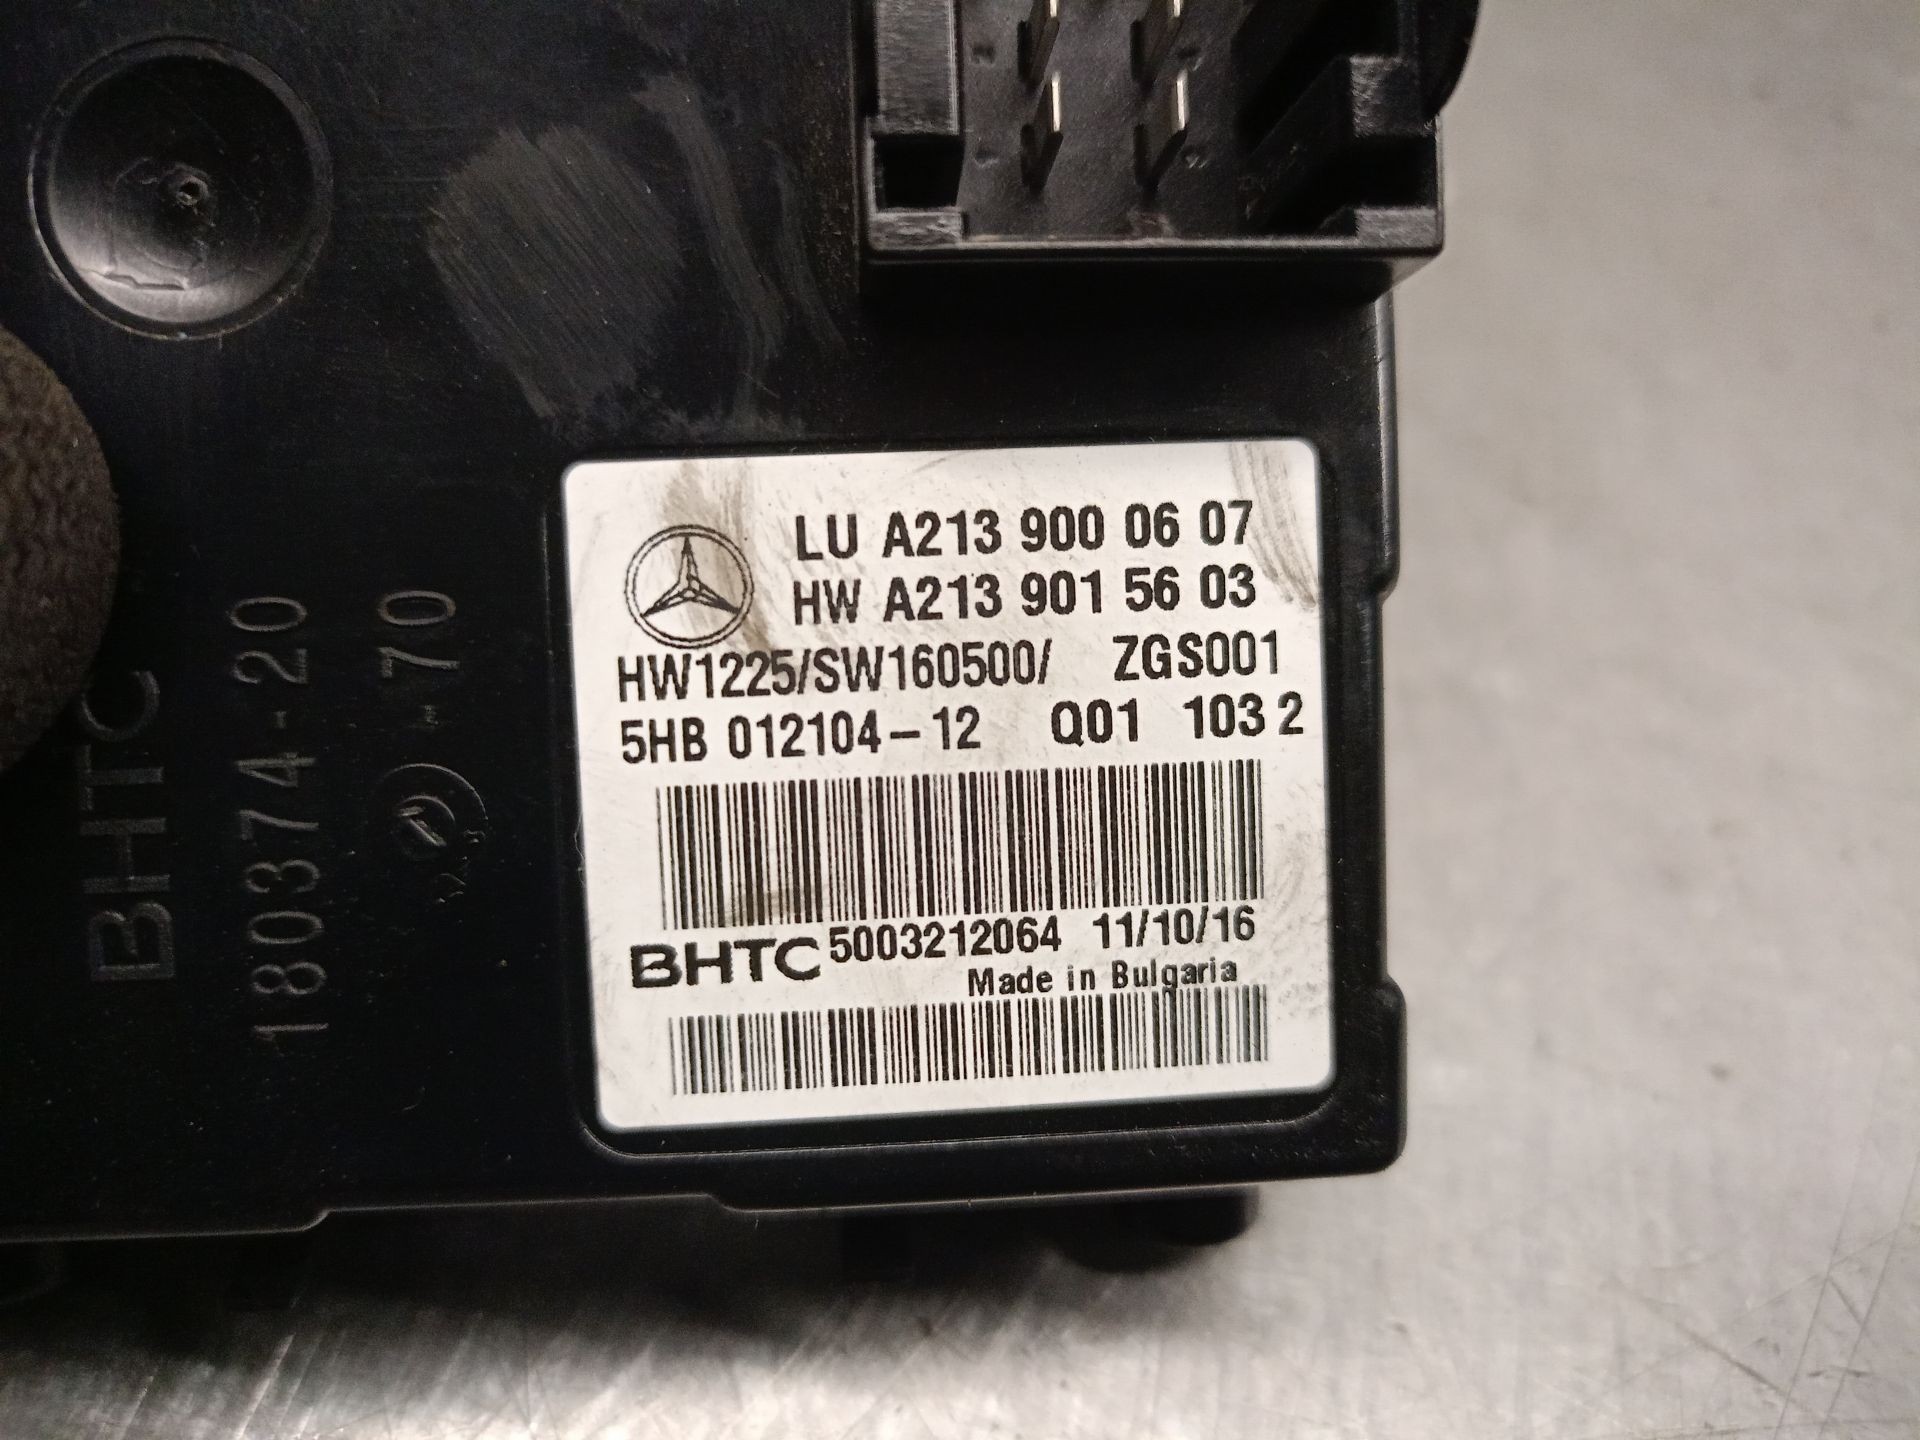 LU A213 900 06 07
HW A213 901 56 03
HW1225/SW160500/ ZGS001
5HB 012104-12 Q01 103 2
BHTC 5003212064 11/10/16
Made in Bulgaria
BHTC
180374-20
-70